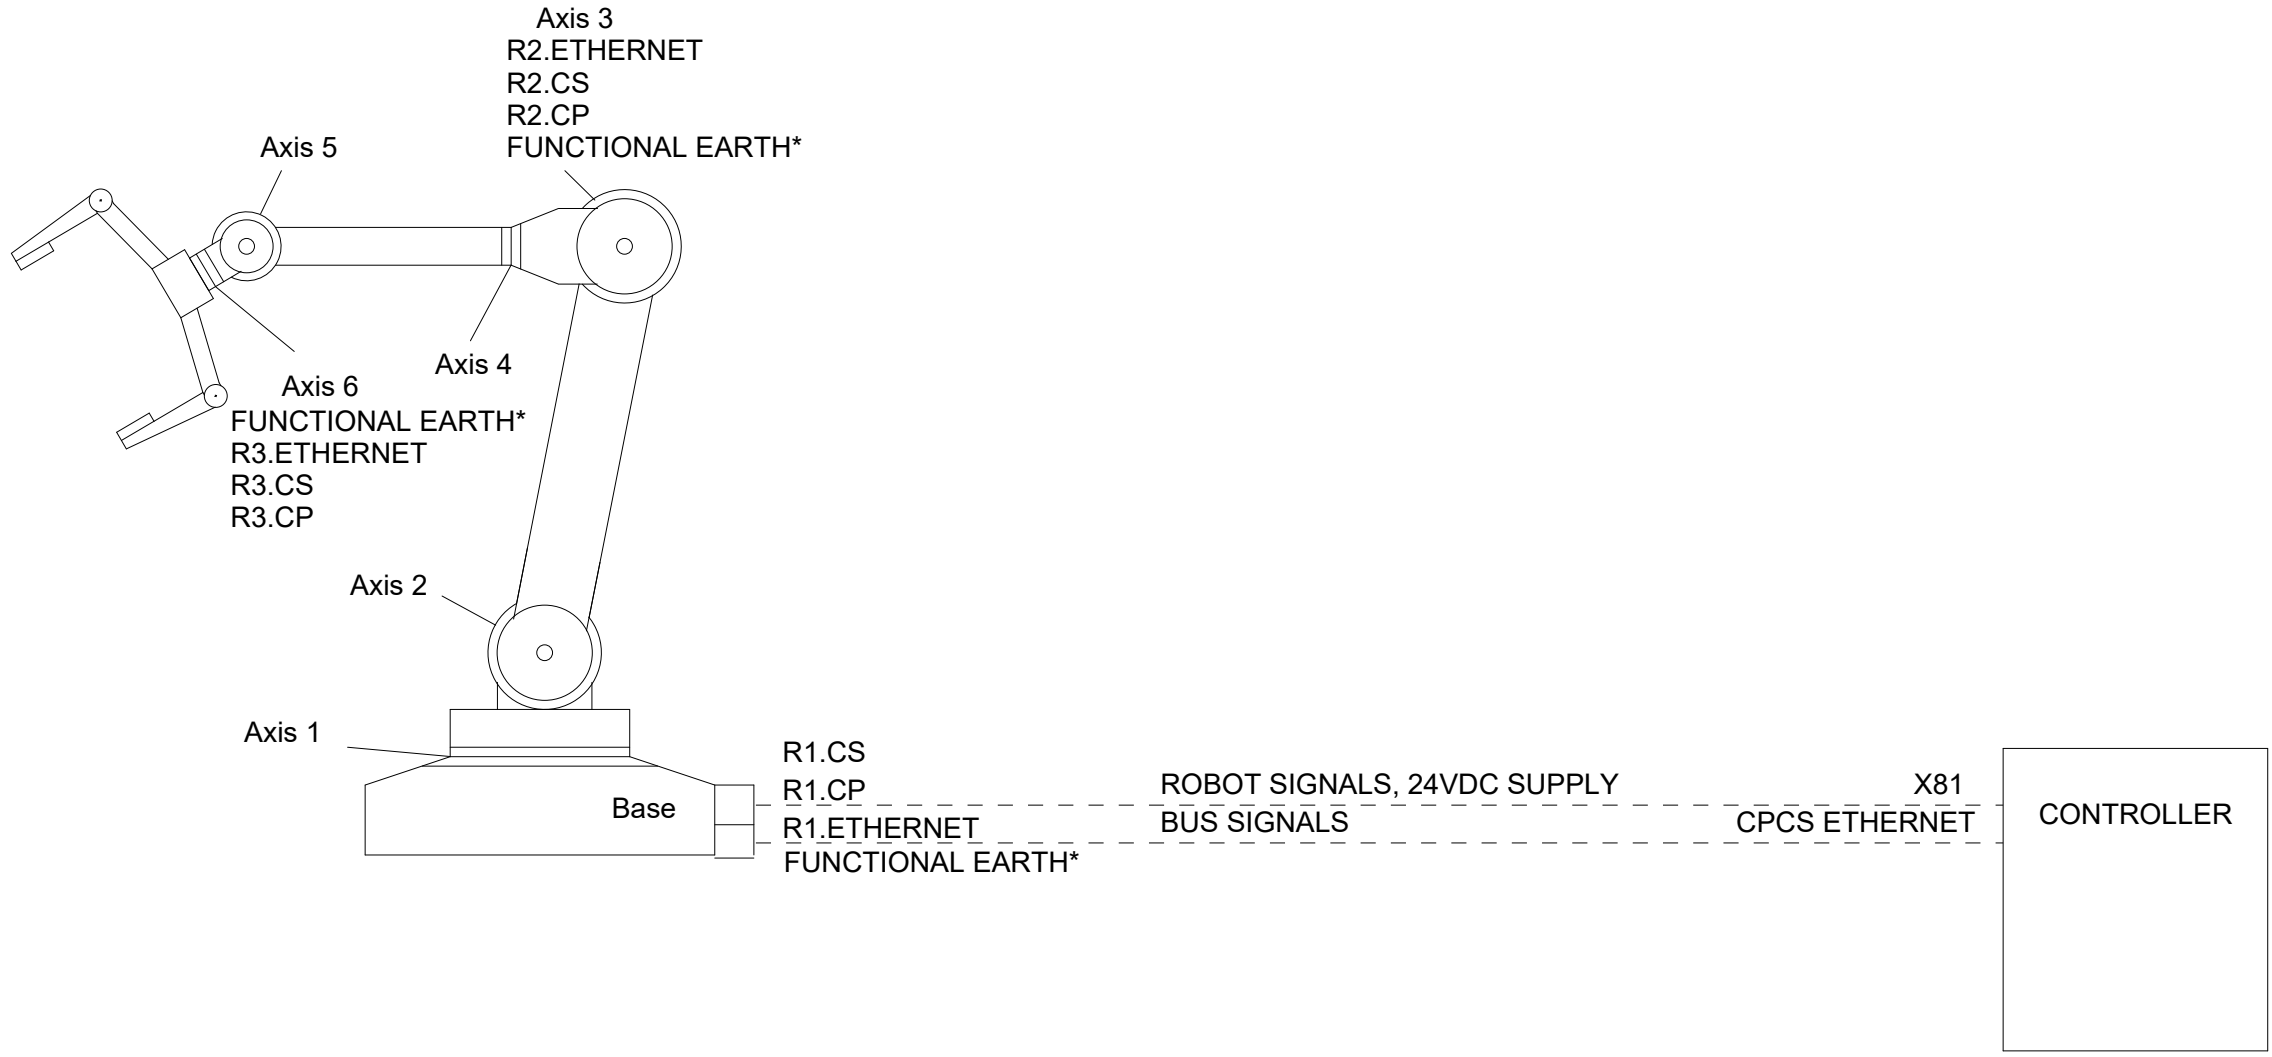 Axis 3
R2.ETHERNET
R2.CS
R2.CP
FUNCTIONAL EARTH*
Axis 5
Axis 4
Axis 6
FUNCTIONAL EARTH*
R3.ETHERNET
R3.CS
R3.CP
Axis 2
Axis 1
Base
R1.CS
R1.CP
R1.ETHERNET
FUNCTIONAL EARTH*
ROBOT SIGNALS, 24VDC SUPPLY
BUS SIGNALS
X81
CPCS ETHERNET
CONTROLLER